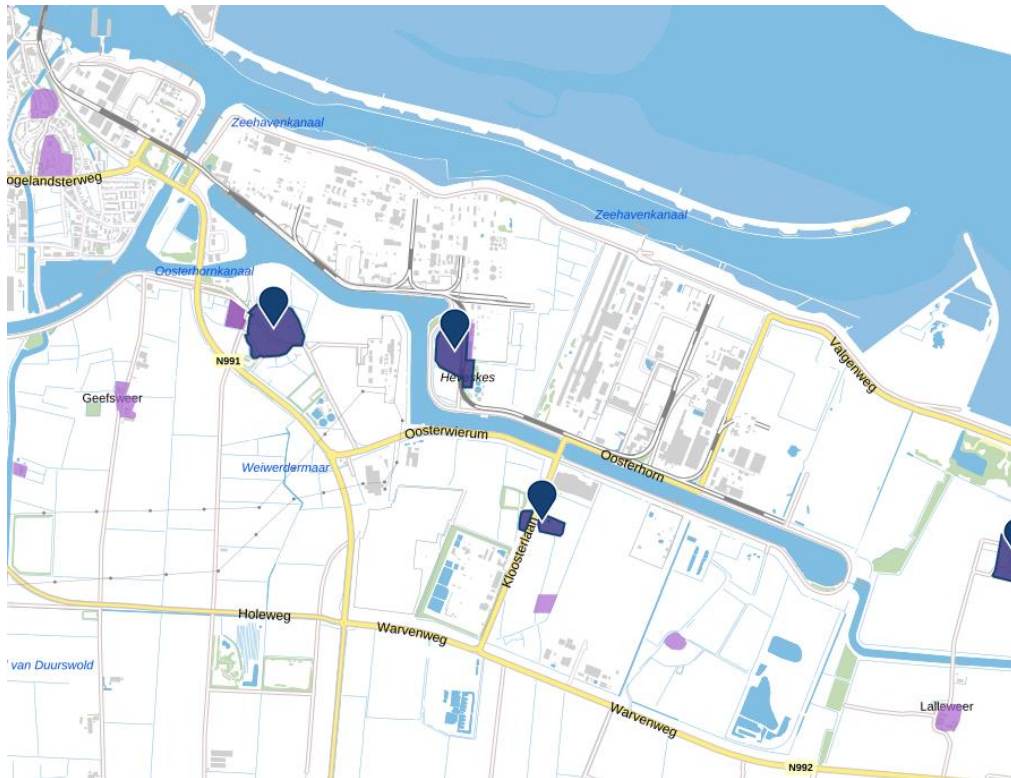 Zeehavenkanaal
ogelandsterweg
Zeehavenkanaal
Oosterhornkanaal
Valgenweg
N991
Heveskes
Geefsweer
Oosterwierum
Weiwerdermaar
Oosterhorn
Kloosterlaan
Holeweg
Warvenweg
l van Duurswold
Lalleweer
Warvenweg
N992